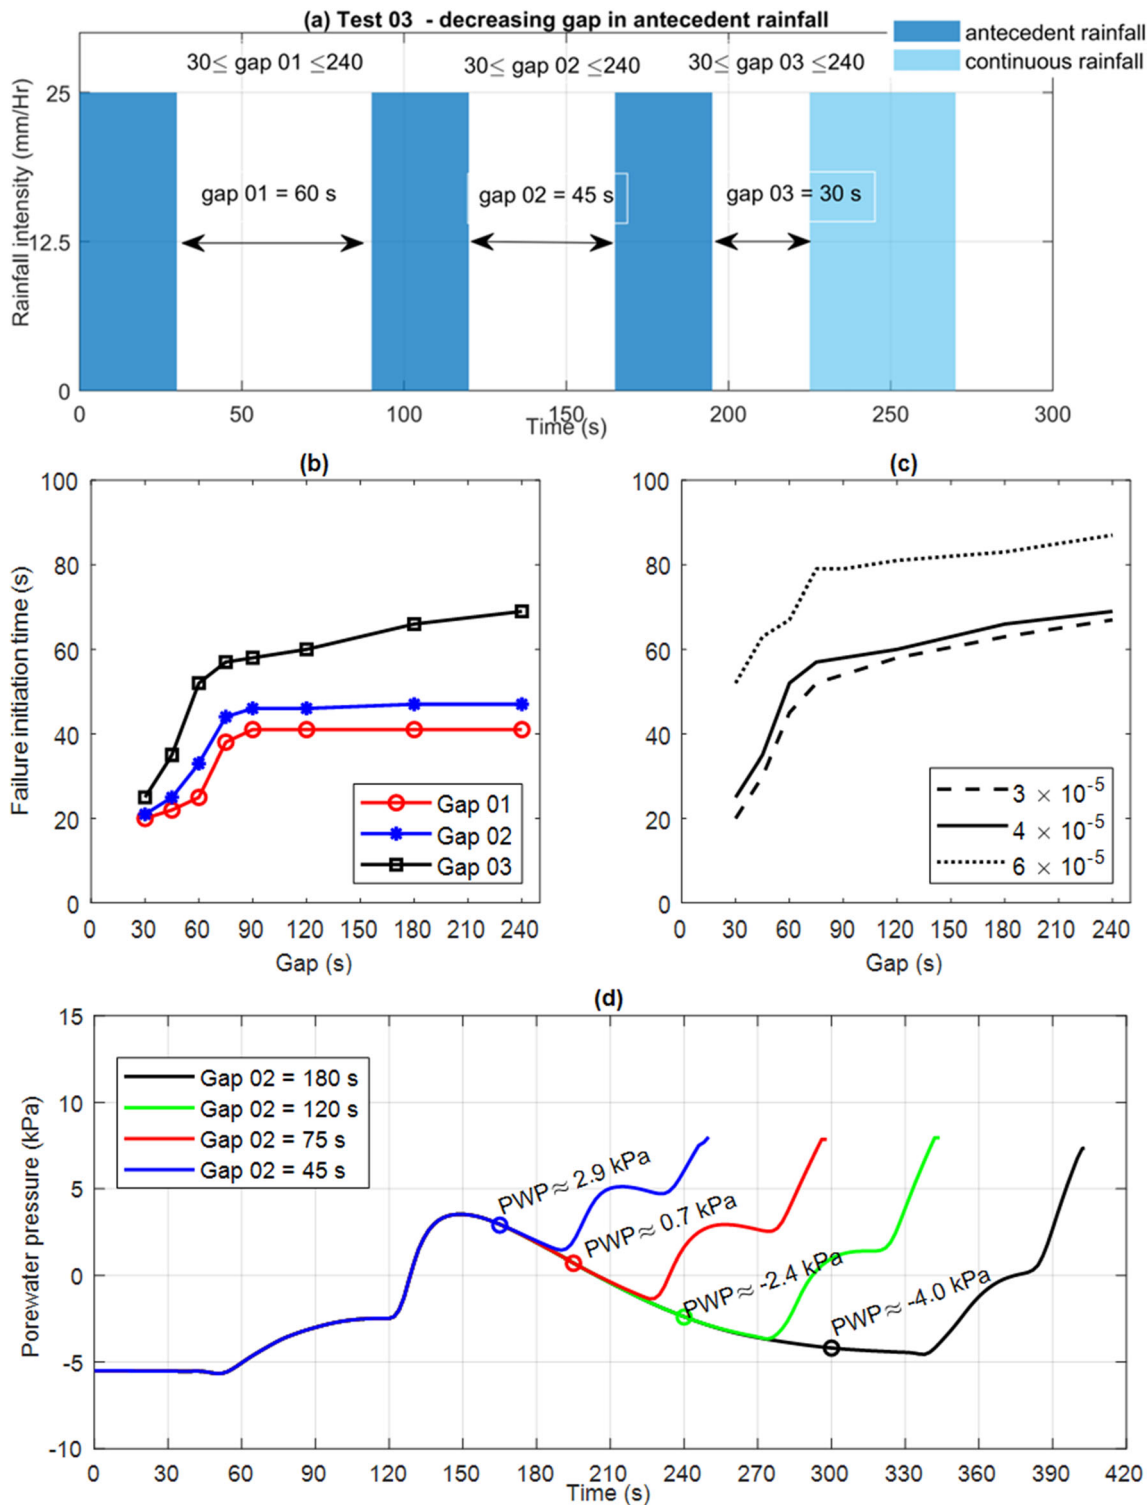 (a) Test 03 - decreasing gap in antecedent rainfall
antecedent rainfall
continuous rainfall
30≤ gap 01 ≤240
30≤ gap 02 ≤240
30≤ gap 03 ≤240
gap 01 = 60 s
gap 02 = 45 s
gap 03 = 30 s
Rainfall intensity (mm/Hr)
25
12.5
0
0 50 100 150 200 250 300
Time (s)
(b)
Failure initiation time (s)
100
80
60
40
20
0
Gap 01
Gap 02
Gap 03
0 30 60 90 120 150 180 210 240
Gap (s)
(c)
100
80
60
40
20
0
3 × 10⁻⁵
4 × 10⁻⁵
6 × 10⁻⁵
0 30 60 90 120 150 180 210 240
Gap (s)
(d)
Porewater pressure (kPa)
15
10
5
0
-5
-10
Gap 02 = 180 s
Gap 02 = 120 s
Gap 02 = 75 s
Gap 02 = 45 s
PWP≈ 2.9 kPa
PWP≈ 0.7 kPa
PWP≈ -2.4 kPa
PWP≈ -4.0 kPa
0 30 60 90 120 150 180 210 240 270 300 330 360 390 420
Time (s)